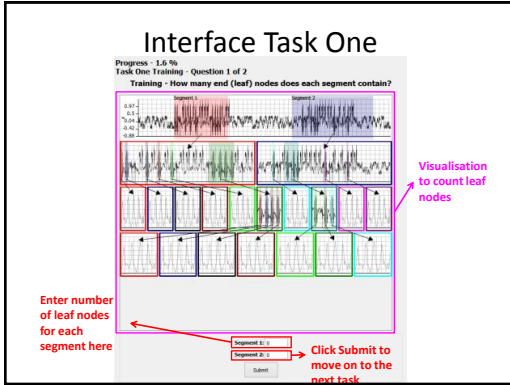 Interface Task One
Progress - 1.6 %
Task One Training - Question 1 of 2
Training - How many end (leaf) nodes does each segment contain?
Segment 1
Segment 2
0.97
0.5
0.04
-0.42
-0.88
Visualisation
to count leaf
nodes
Enter number
of leaf nodes
for each
segment here
Segment 1: 0
Segment 2: 0
Submit
Click Submit to
move on to the
next task